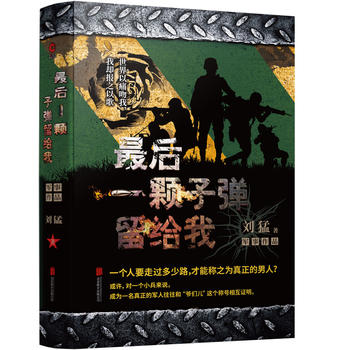 世界以痛吻我
我却报之以歌
最后
一颗子弹
留给我
刘猛 著
军事作品
一个人要走过多少路,才能称之为真正的男人?
或许,对一个小兵来说,
成为一名真正的军人往往和“爷们儿”这个称号相互证明。
最后一颗
子弹留给我
军事
作品
刘猛